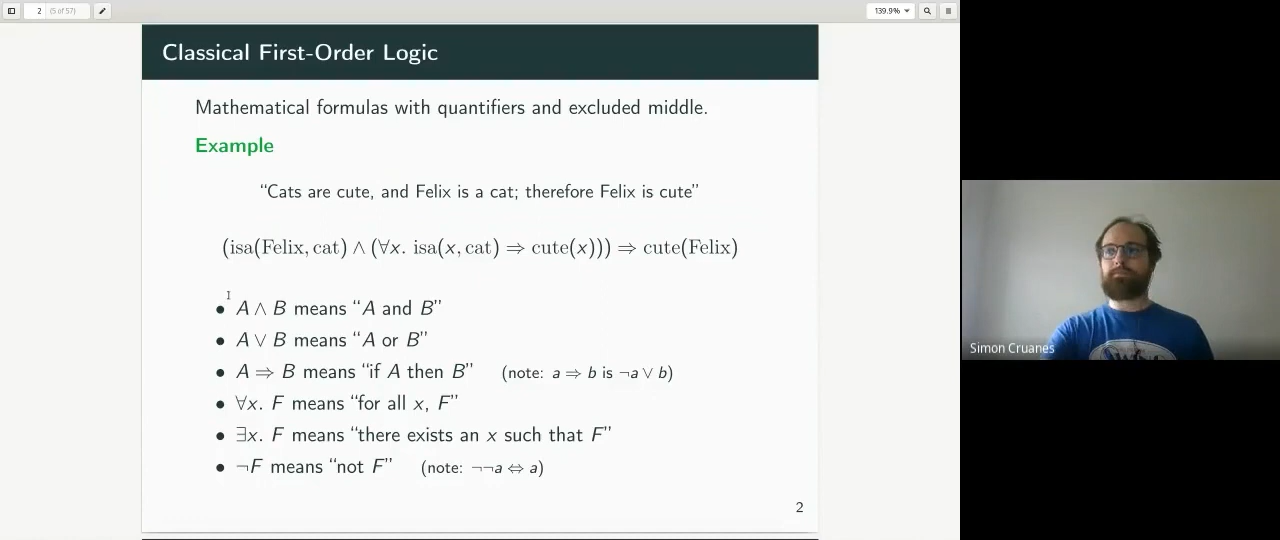 2 (5 of 57) 139.9%
Classical First-Order Logic
Mathematical formulas with quantifiers and excluded middle.
Example
“Cats are cute, and Felix is a cat; therefore Felix is cute”
(isa(Felix, cat) ∧ (∀x. isa(x, cat) ⇒ cute(x))) ⇒ cute(Felix)
• A ∧ B means “A and B”
• A ∨ B means “A or B”
• A ⇒ B means “if A then B” (note: a ⇒ b is ¬a ∨ b)
• ∀x. F means “for all x, F”
• ∃x. F means “there exists an x such that F”
• ¬F means “not F” (note: ¬¬a ⇔ a)
2
Simon Cruanes